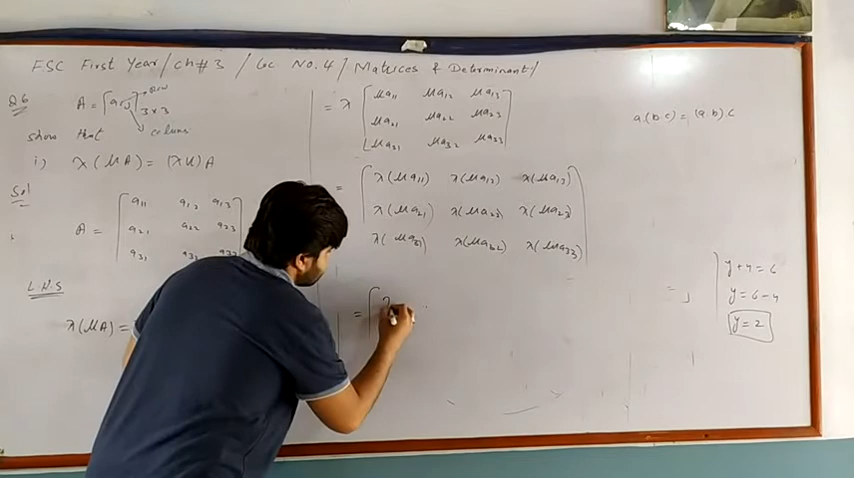 FSC First Year / Ch#3 / Lec No. 4 / Matrices & Determinant /
Q6 A = [aij] 3×3
Row
Column
show that
i) λ(μA) = (λμ)A
Sol
A = [a11 a12 a13
a21 a22 a23
a31 a32 a33
L.H.S
λ(μA) =
= λ [μa11 μa12 μa13
μa21 μa22 μa23
μa31 μa32 μa33]
= [λ(μa11) λ(μa12) λ(μa13)
λ(μa21) λ(μa22) λ(μa23)
λ(μa31) λ(μa32) λ(μa33)]
= [
a.(b.c) = (a.b).c
y+4=6
y=6-4
y=2